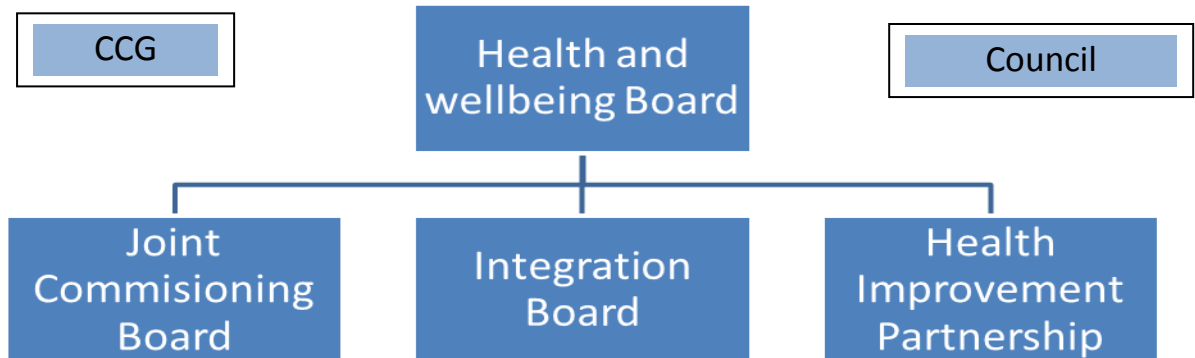 CCG
Health and
wellbeing Board
Council
Joint
Commisioning
Board
Integration
Board
Health
Improvement
Partnership